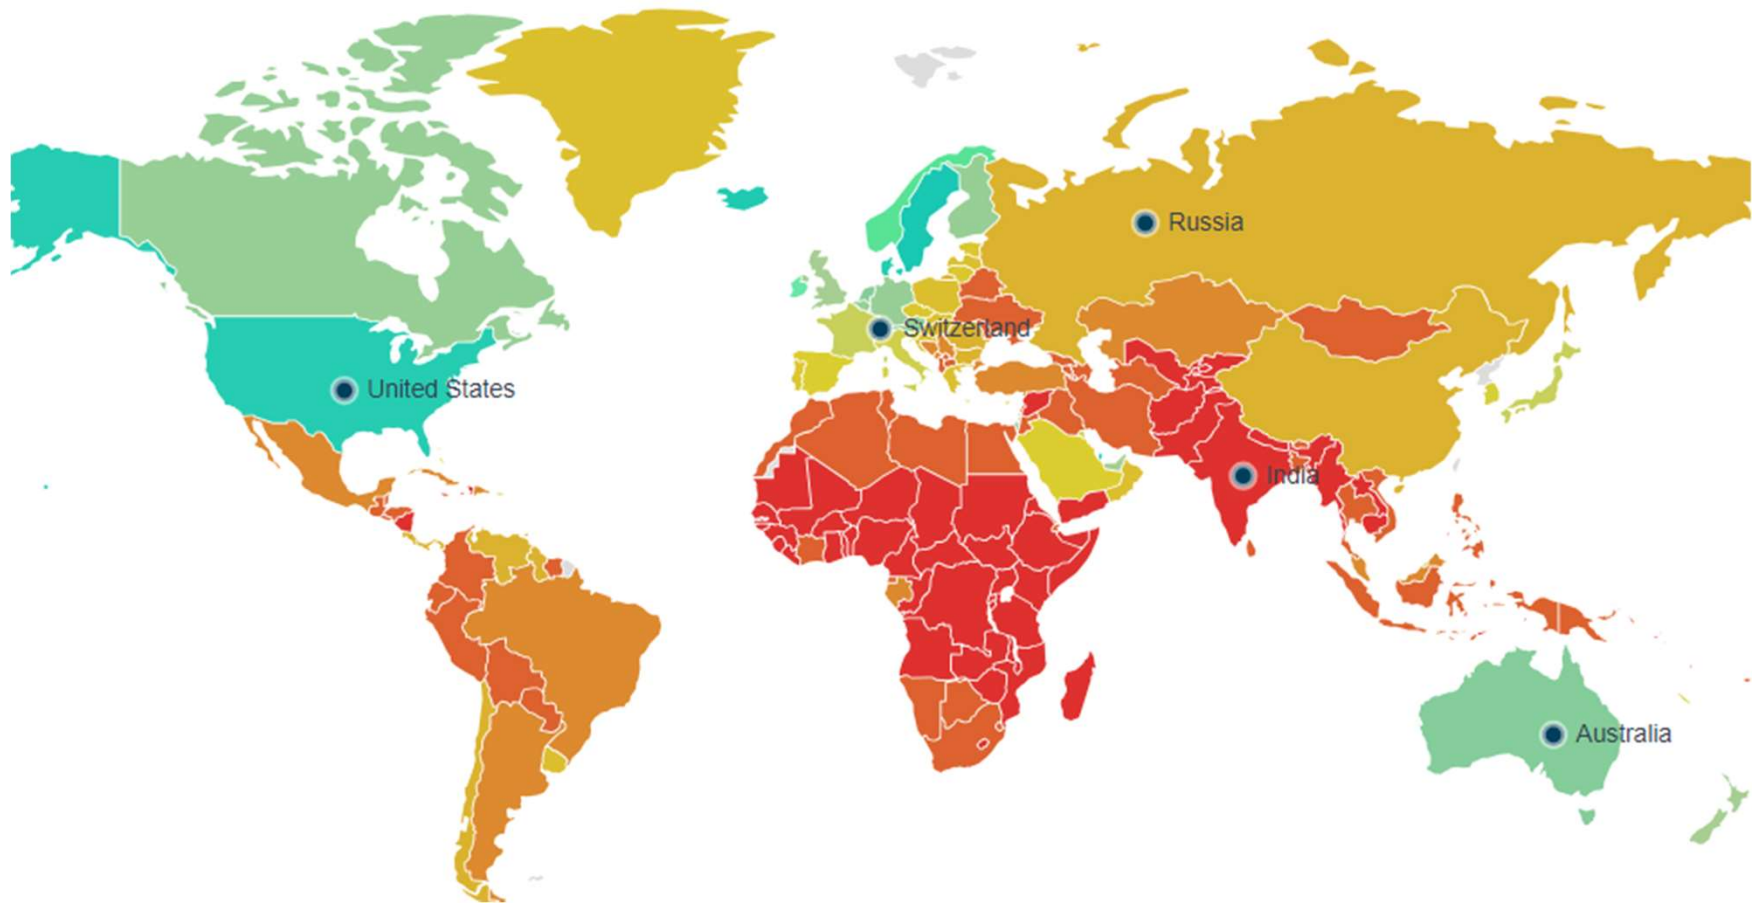 Russia
Switzerland
United States
India
Australia